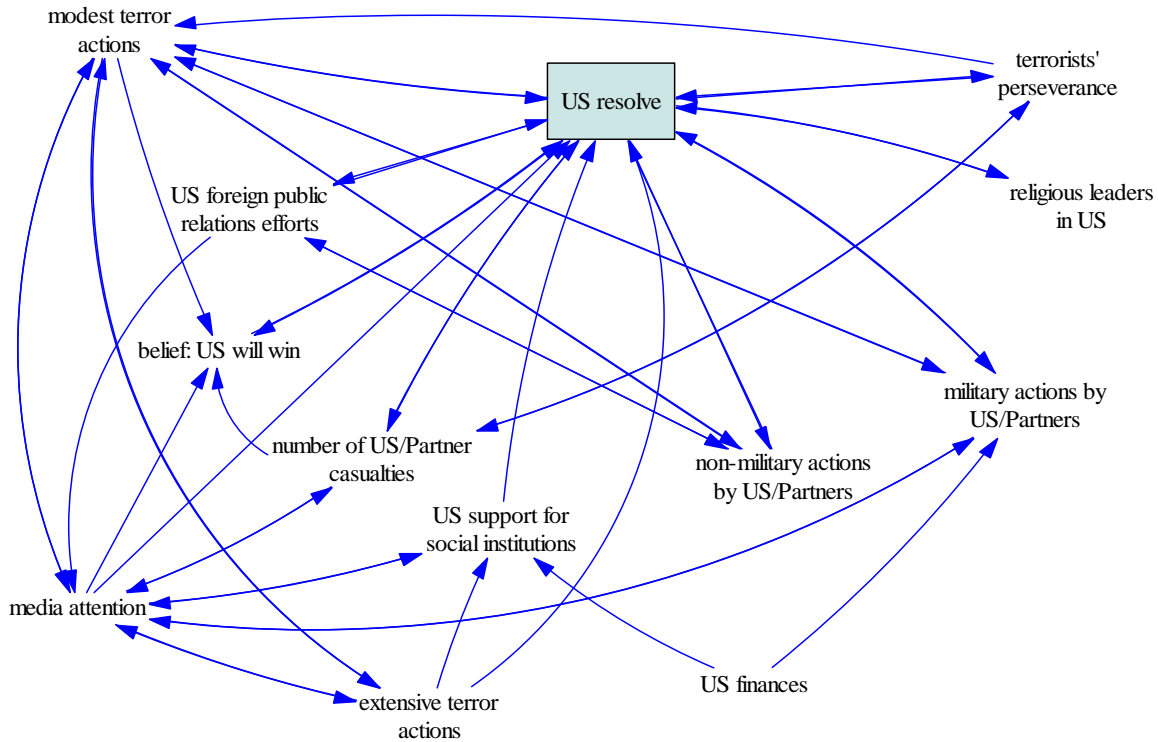 modest terror
actions
terrorists'
perseverance
US resolve
US foreign public
relations efforts
religious leaders
in US
belief: US will win
military actions by
US/Partners
number of US/Partner
casualties
non-military actions
by US/Partners
US support for
social institutions
media attention
US finances
extensive terror
actions